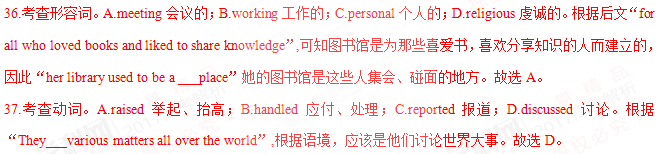 36.考查形容词。A.meeting 会议的；B.working 工作的；C.personal 个人的；D.religious 虔诚的。根据后文“for
all who loved books and liked to share knowledge”,可知图书馆是为那些喜爱书，喜欢分享知识的人而建立的，
因此“her library used to be a ___place”她的图书馆是这些人集会、碰面的地方。故选 A。
37.考查动词。A.raised 举起、抬高；B.handled 应付、处理；C.reported 报道；D.discussed 讨论。根据
“They___various matters all over the world”,根据语境，应该是他们讨论世界大事。故选 D。